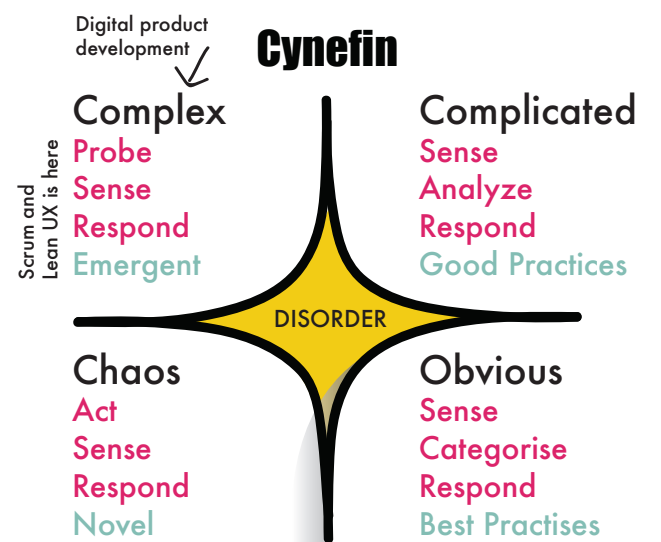 Digital product
development
Cynefin
Complex
Probe
Sense
Respond
Emergent
Scrum and
Lean UX is here
Complicated
Sense
Analyze
Respond
Good Practices
DISORDER
Chaos
Act
Sense
Respond
Novel
Obvious
Sense
Categorise
Respond
Best Practises